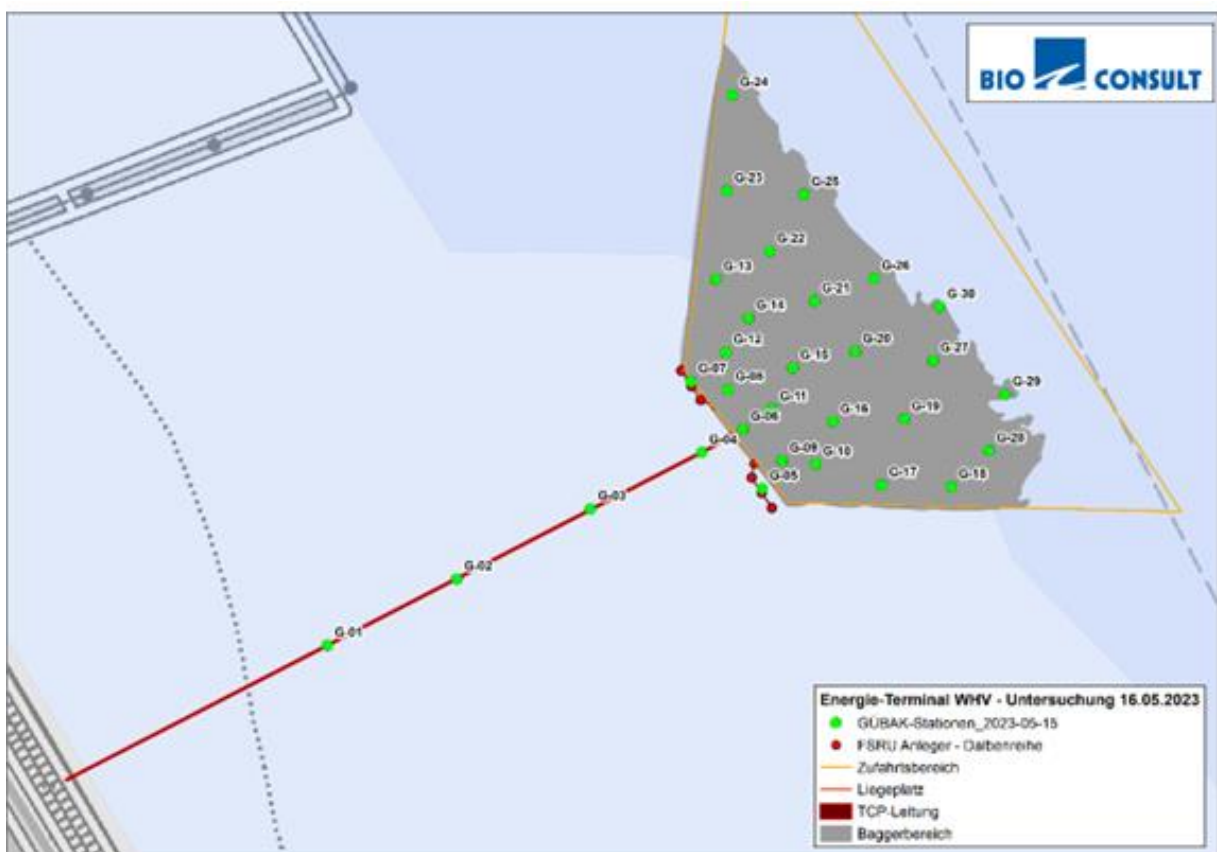 BIO CONSULT
G-24
G-23
G-25
G-22
G-13
G-26
G-21
G-30
G-14
G-12
G-20
G-27
G-15
G-07
G-08
G-29
G-11
G-16
G-19
G-06
G-04
G-28
G-09
G-10
G-05
G-17
G-18
G-03
G-02
G-01
Energie-Terminal WHV - Untersuchung 16.05.2023
GÜBAK-Stationen_2023-05-15
FSRU Anleger - Dalbenreihe
Zufahrtsbereich
Liegeplatz
TCP-Leitung
Baggerbereich